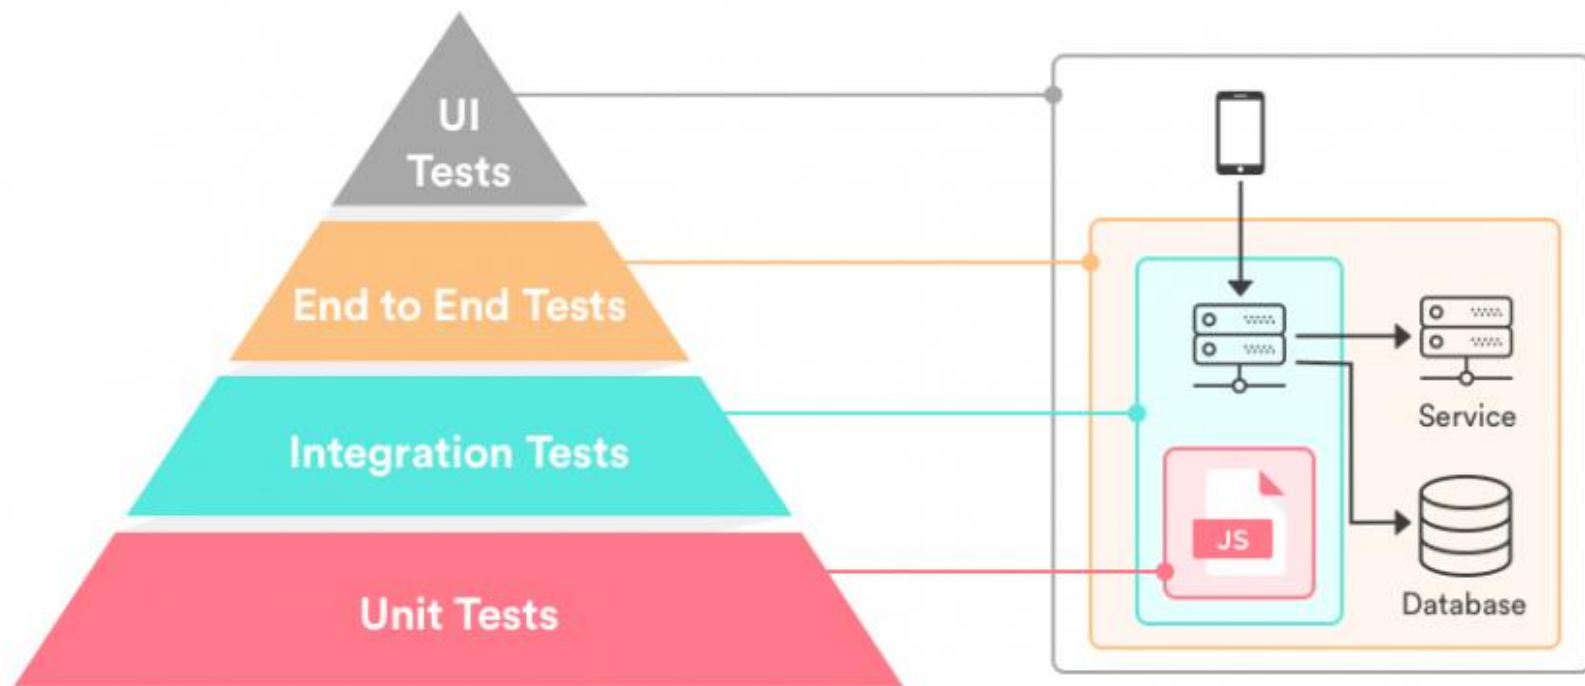 UI
Tests
End to End Tests
Integration Tests
Unit Tests
Service
JS
Database